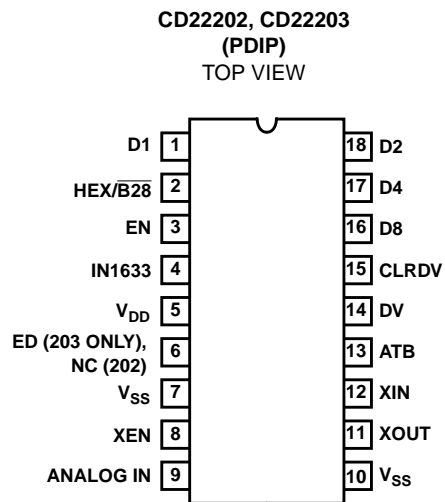 CD22202, CD22203
(PDIP)
TOP VIEW
D1 1
HEX/B28 2
EN 3
IN1633 4
VDD 5
ED (203 ONLY),
NC (202) 6
VSS 7
XEN 8
ANALOG IN 9
18 D2
17 D4
16 D8
15 CLRDV
14 DV
13 ATB
12 XIN
11 XOUT
10 VSS